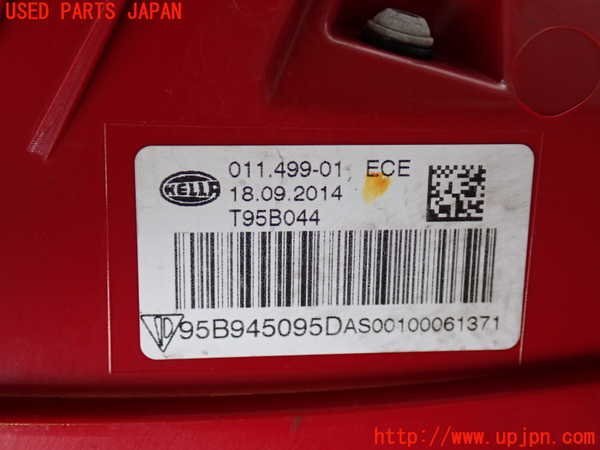 USED PARTS JAPAN
HELLA
011.499-01 ECE
18.09.2014
T95B044
95B945095DAS00100061371
http://www.upjpn.com/